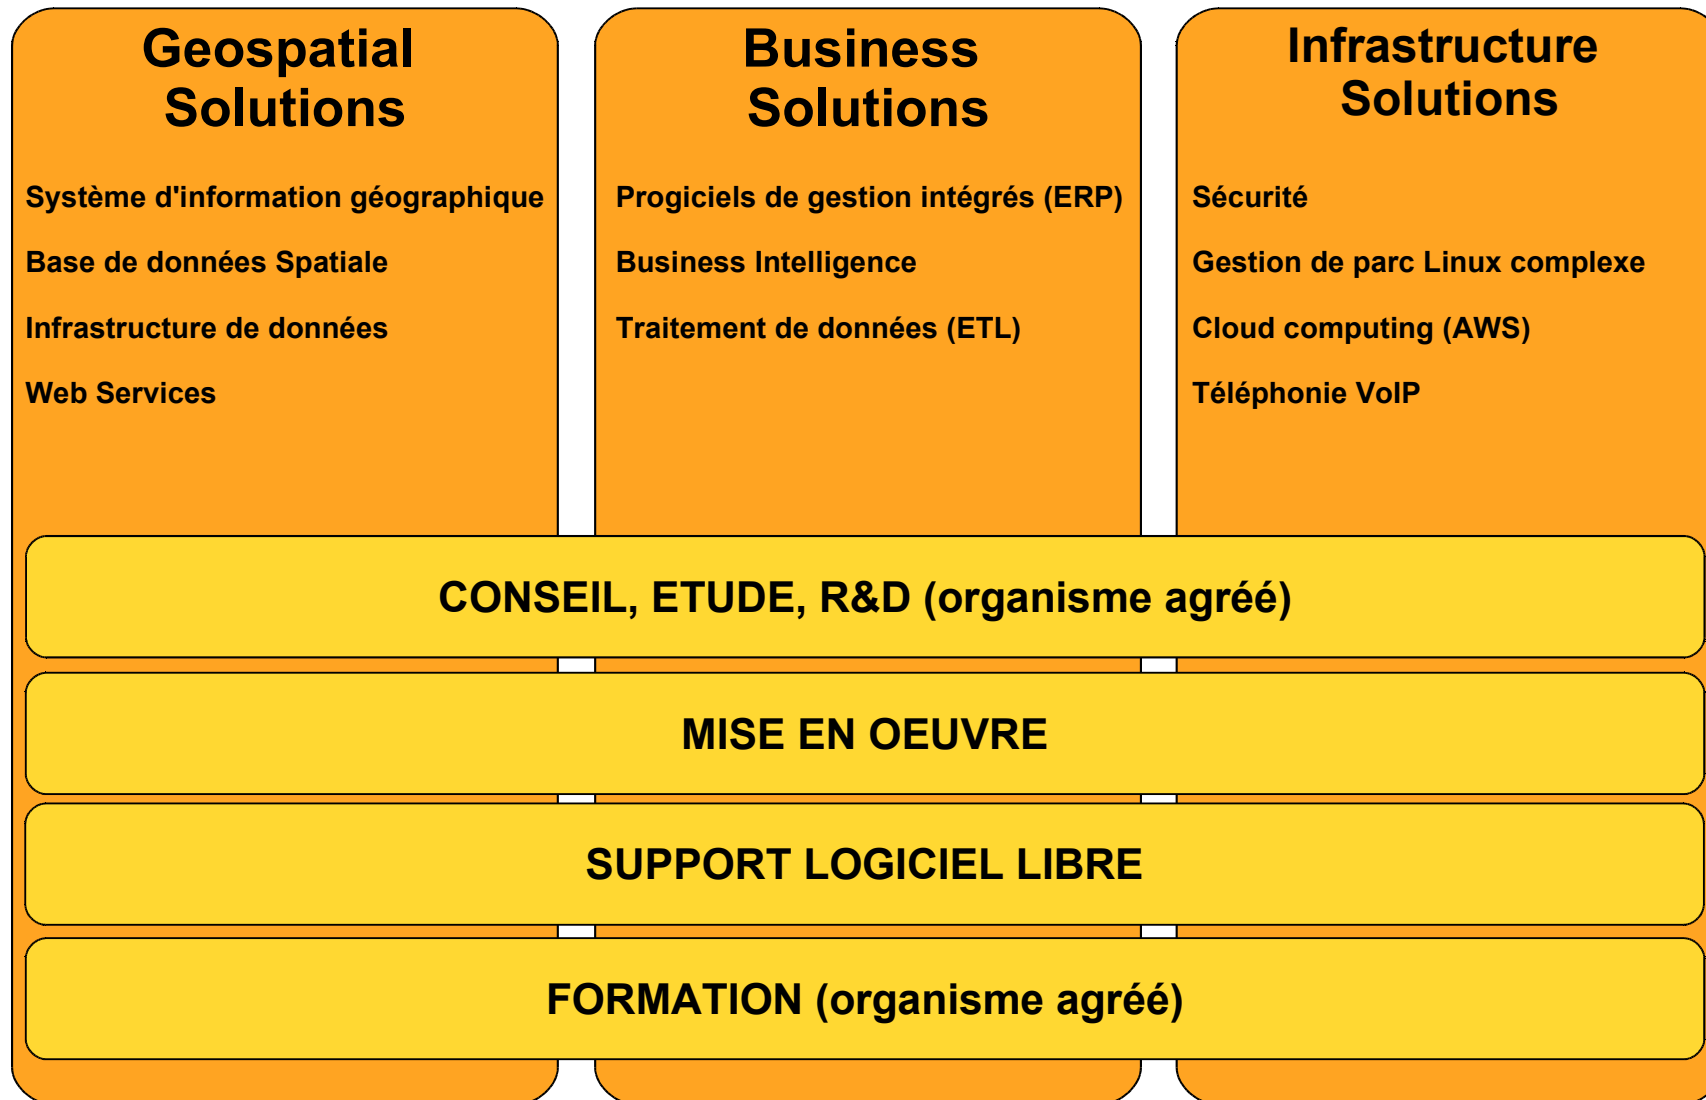 Geospatial
Solutions
Système d'information géographique
Base de données Spatiale
Infrastructure de données
Web Services
Business
Solutions
Progiciels de gestion intégrés (ERP)
Business Intelligence
Traitement de données (ETL)
Infrastructure
Solutions
Sécurité
Gestion de parc Linux complexe
Cloud computing (AWS)
Téléphonie VoIP
CONSEIL, ETUDE, R&D (organisme agréé)
MISE EN OEUVRE
SUPPORT LOGICIEL LIBRE
FORMATION (organisme agréé)